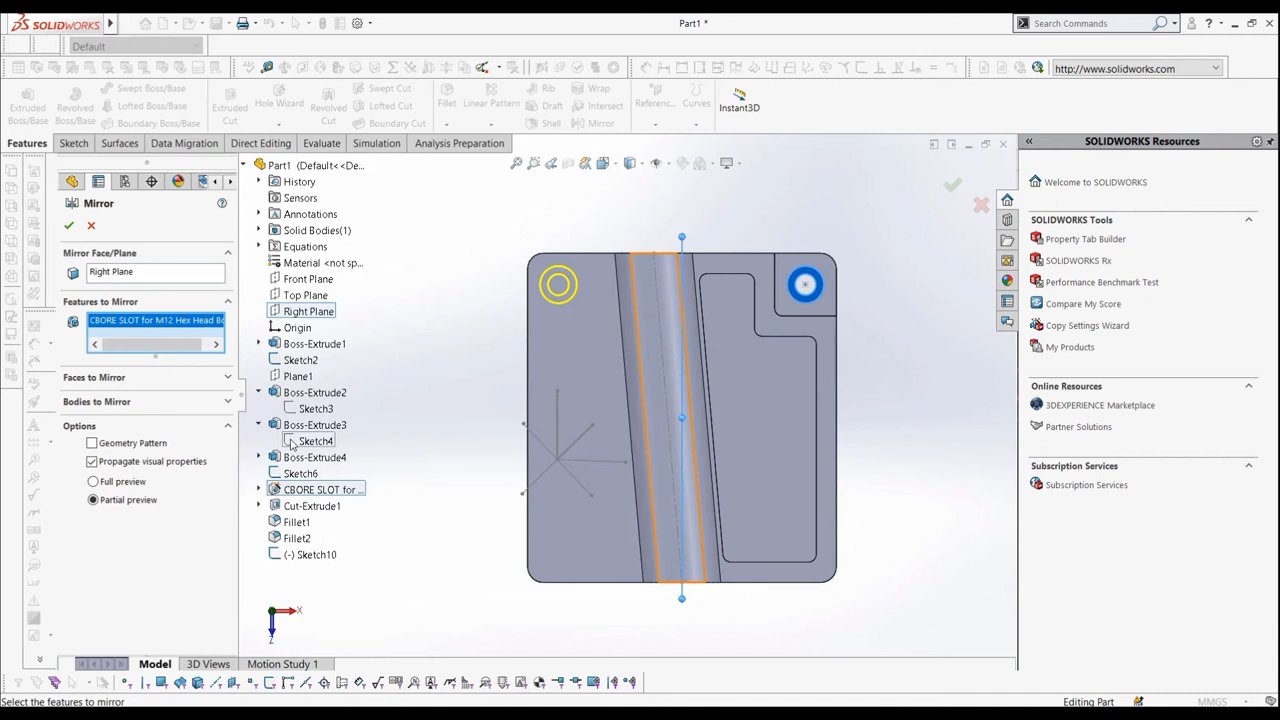 SOLIDWORKS
Part1 *
Search Commands
?
Default
http://www.solidworks.com
Extruded
Boss/Base
Revolved
Boss/Base
Swept Boss/Base
Lofted Boss/Base
Boundary Boss/Base
Extruded
Cut
Hole Wizard
Revolved
Cut
Swept Cut
Lofted Cut
Boundary Cut
Fillet
Linear Pattern
Rib
Draft
Shell
Wrap
Intersect
Mirror
Referenc...
Curves
Instant3D
Features
Sketch
Surfaces
Data Migration
Direct Editing
Evaluate
Simulation
Analysis Preparation
Mirror
Mirror Face/Plane
Right Plane
Features to Mirror
CBORE SLOT for M12 Hex Head Bo
Faces to Mirror
Bodies to Mirror
Options
Geometry Pattern
Propagate visual properties
Full preview
Partial preview
Part1 (Default<<De...
History
Sensors
Annotations
Solid Bodies(1)
Equations
Material <not sp...
Front Plane
Top Plane
Right Plane
Origin
Boss-Extrude1
Sketch2
Plane1
Boss-Extrude2
Sketch3
Boss-Extrude3
Sketch4
Boss-Extrude4
Sketch6
CBORE SLOT for ...
Cut-Extrude1
Fillet1
Fillet2
(-) Sketch10
X
Z
SOLIDWORKS Resources
Welcome to SOLIDWORKS
SOLIDWORKS Tools
Property Tab Builder
SOLIDWORKS Rx
Performance Benchmark Test
Compare My Score
Copy Settings Wizard
My Products
Online Resources
3DEXPERIENCE Marketplace
Partner Solutions
Subscription Services
Subscription Services
Model
3D Views
Motion Study 1
Select the features to mirror
Editing Part
MMGS